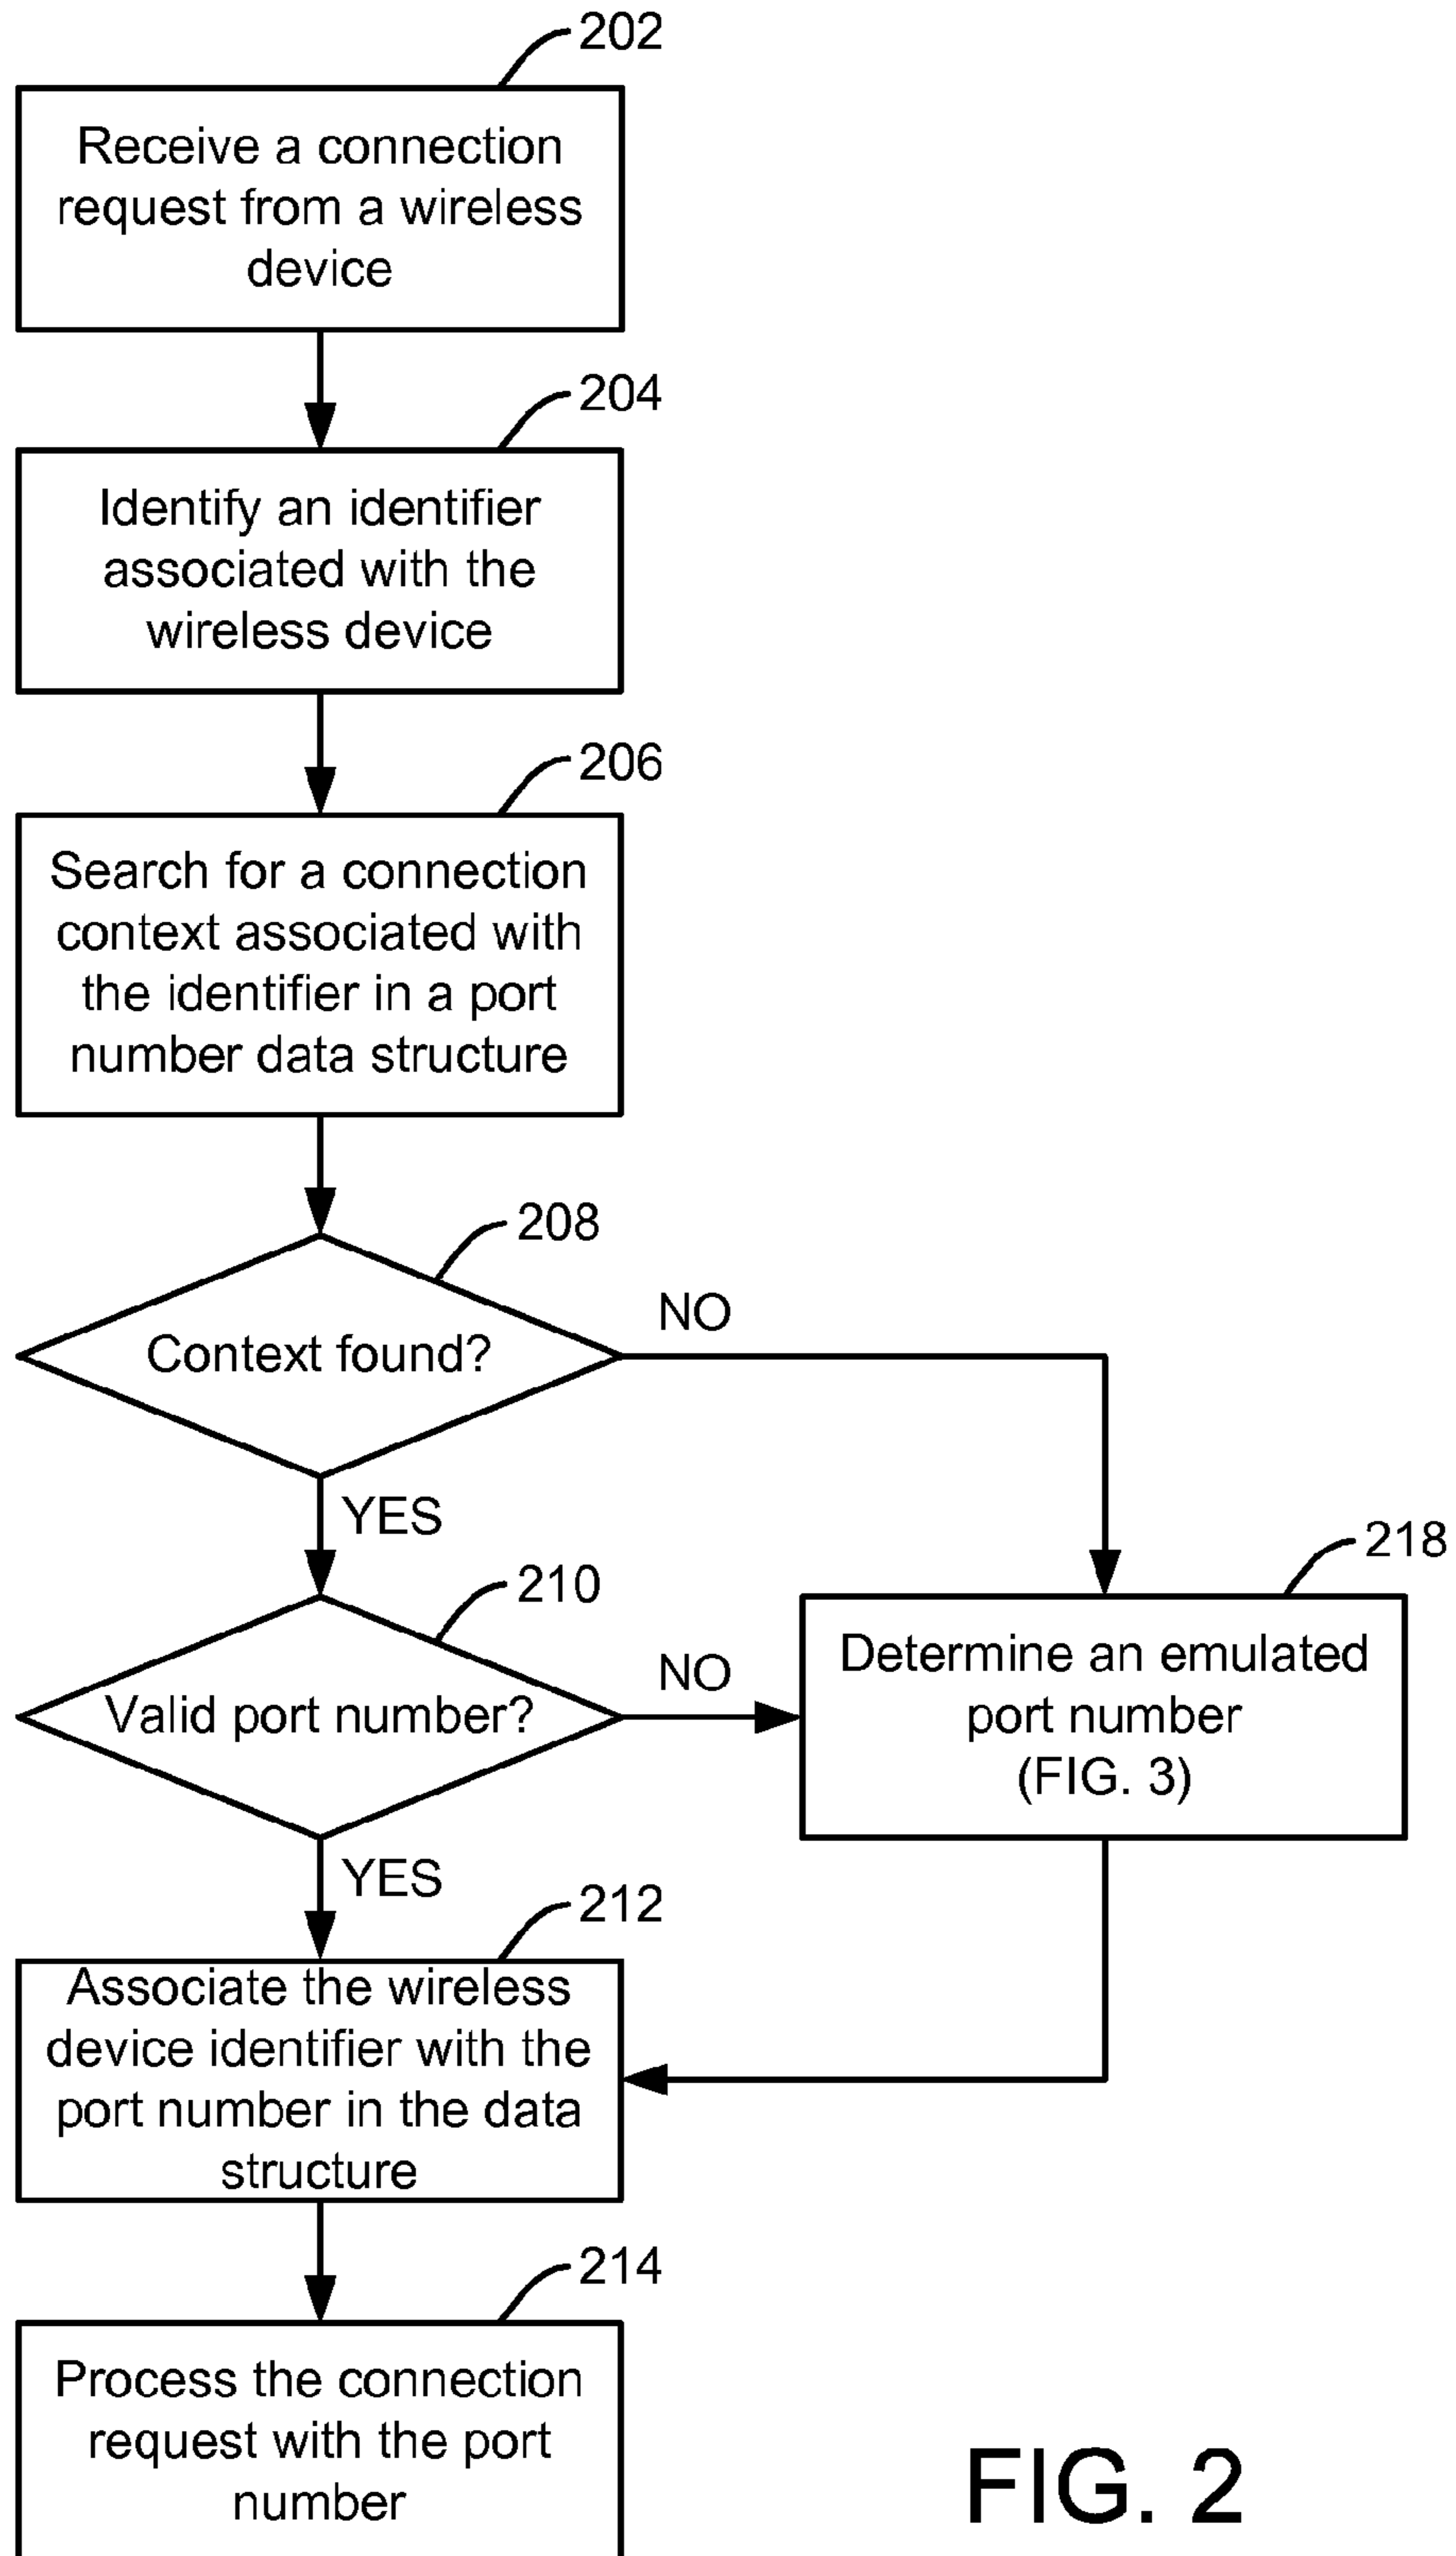 202
Receive a connection
request from a wireless
device
204
Identify an identifier
associated with the
wireless device
206
Search for a connection
context associated with
the identifier in a port
number data structure
208
Context found?
NO
YES
210
Valid port number?
NO
218
Determine an emulated
port number
(FIG. 3)
YES
212
Associate the wireless
device identifier with the
port number in the data
structure
214
Process the connection
request with the port
number
FIG. 2